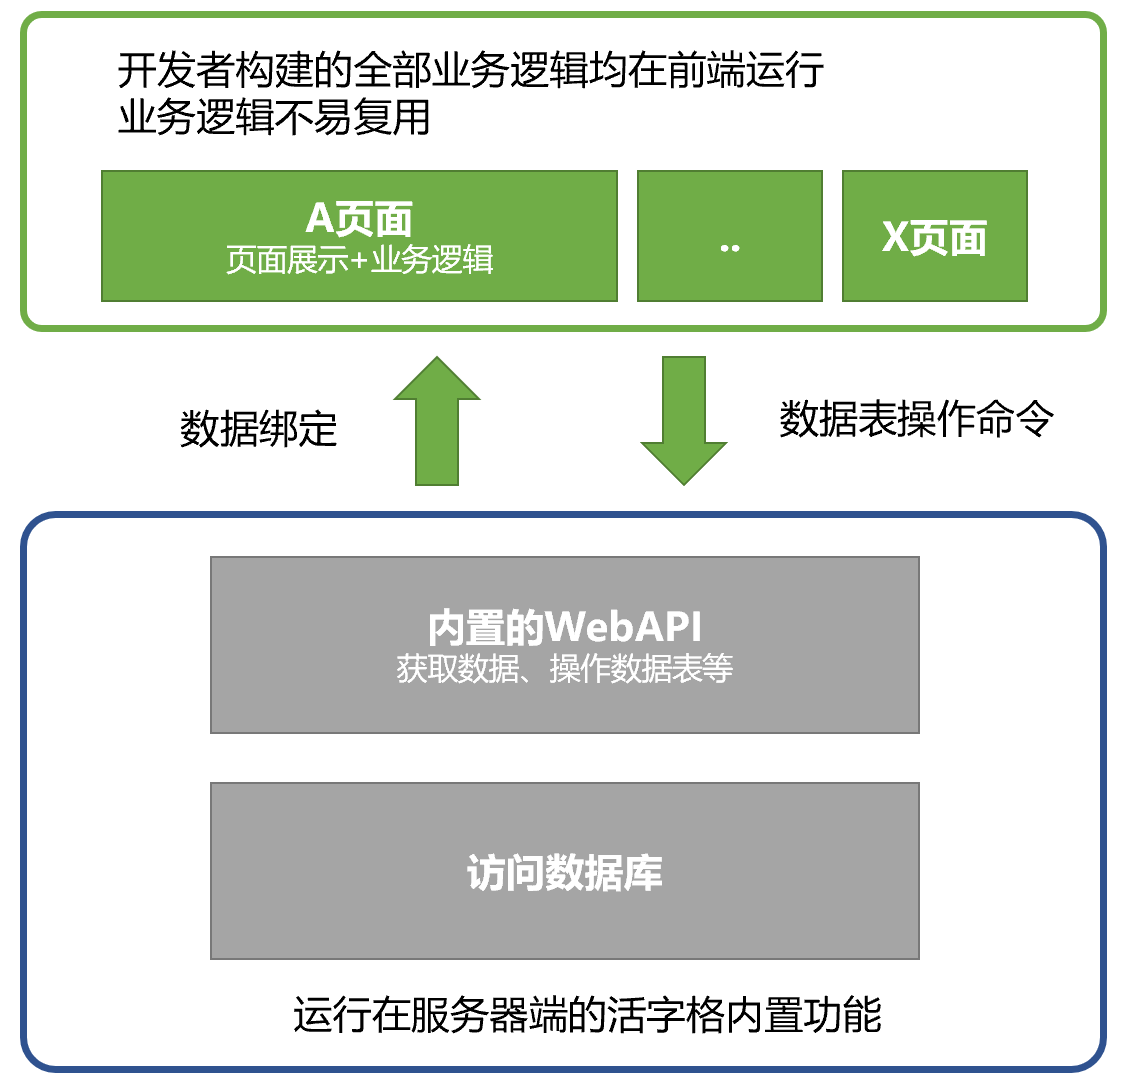 开发者构建的全部业务逻辑均在前端运行
业务逻辑不易复用
A页面
页面展示+业务逻辑
..
X页面
数据绑定
数据表操作命令
内置的WebAPI
获取数据、操作数据表等
访问数据库
运行在服务器端的活字格内置功能